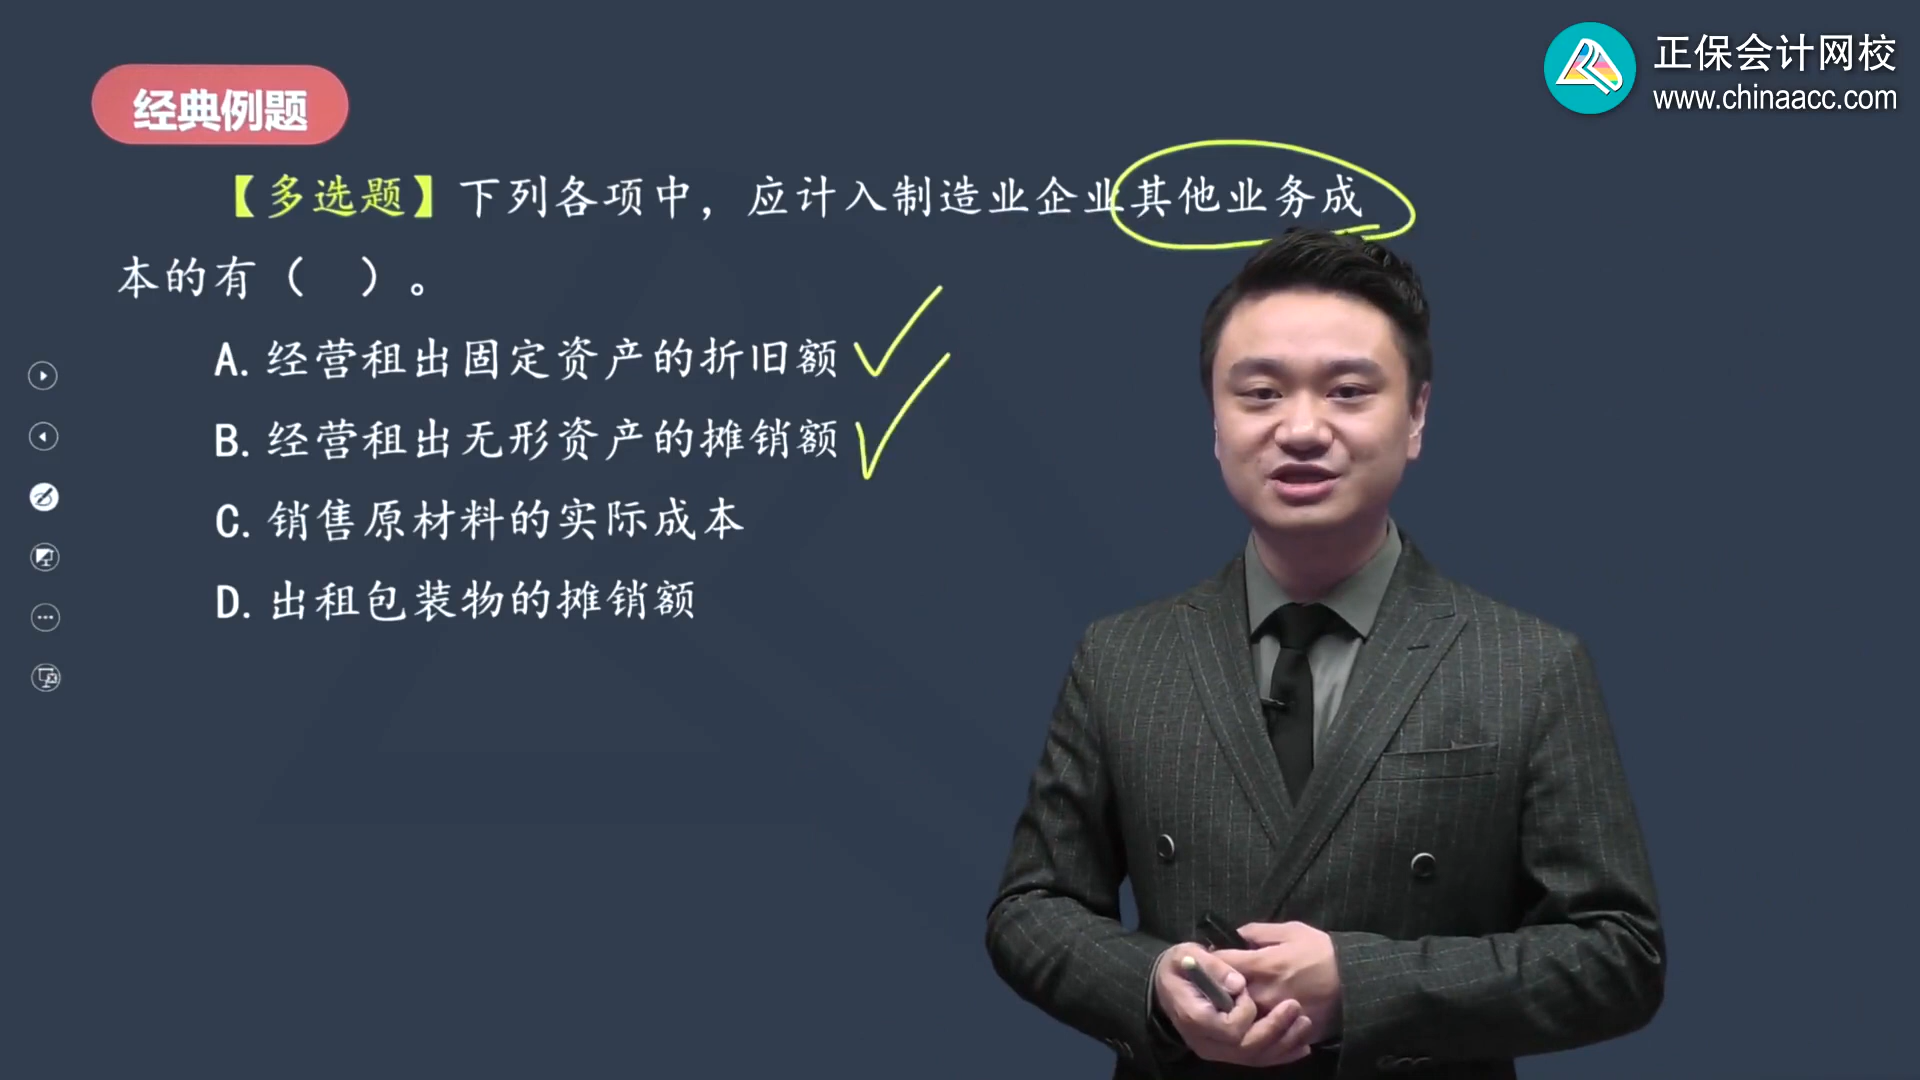 正保会计网校
www.chinaacc.com
经典例题
【多选题】下列各项中，应计入制造业企业其他业务成
本的有（　）。
A. 经营租出固定资产的折旧额
B. 经营租出无形资产的摊销额
C. 销售原材料的实际成本
D. 出租包装物的摊销额